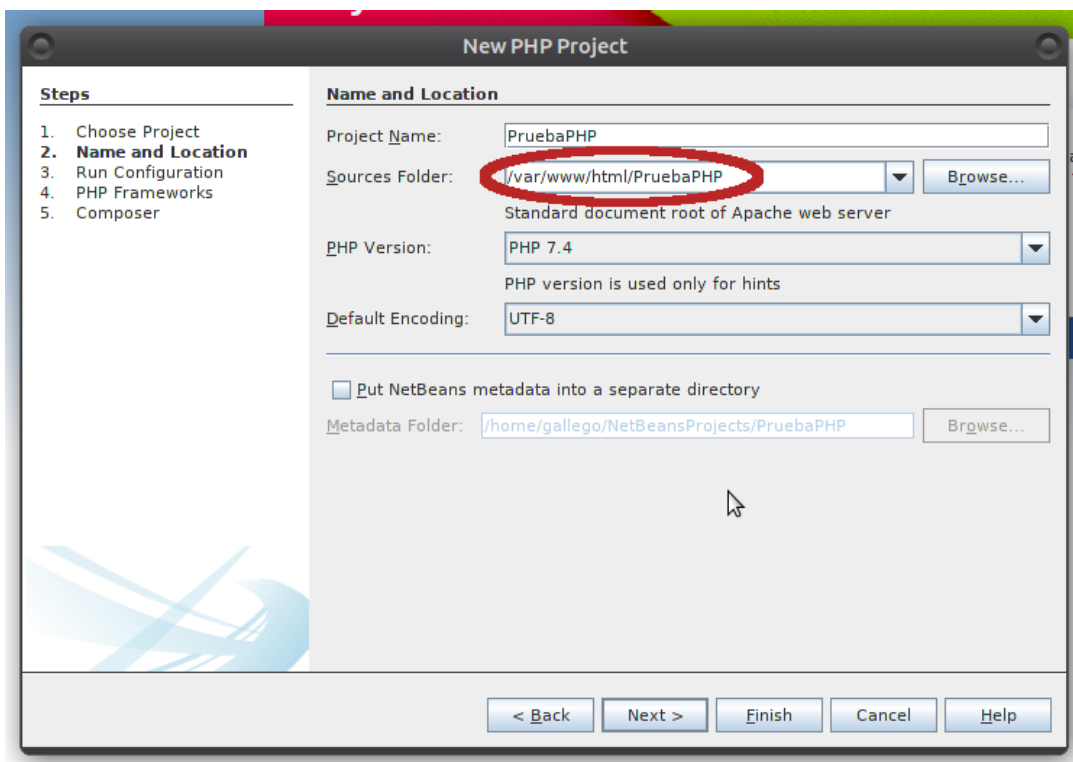 New PHP Project
Steps
1. Choose Project
2. Name and Location
3. Run Configuration
4. PHP Frameworks
5. Composer
Name and Location
Project Name: PruebaPHP
Sources Folder: /var/www/html/PruebaPHP Browse...
Standard document root of Apache web server
PHP Version: PHP 7.4
PHP version is used only for hints
Default Encoding: UTF-8
Put NetBeans metadata into a separate directory
Metadata Folder: /home/gallego/NetBeansProjects/PruebaPHP Browse...
< Back Next > Finish Cancel Help